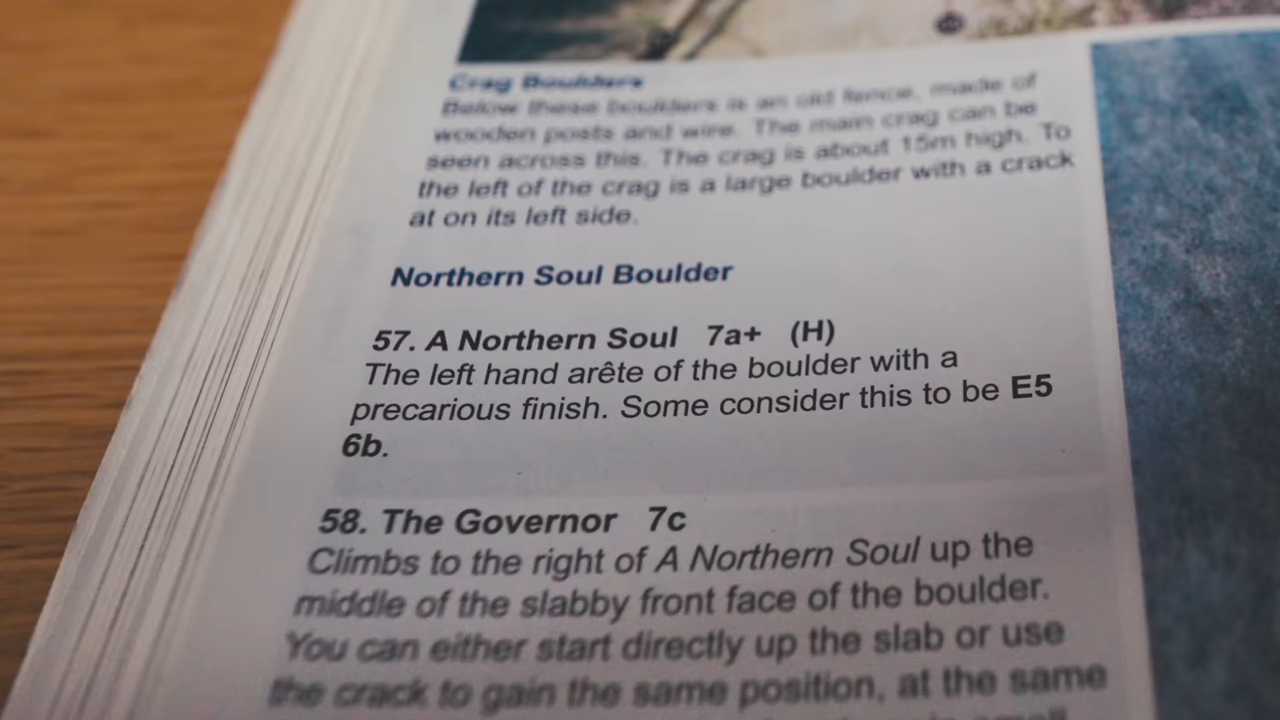 Crag Boulders
Below these boulders is an old fence, made of
wooden posts and wire. The main crag can be
seen across this. The crag is about 15m high. To
the left of the crag is a large boulder with a crack
at on its left side.
Northern Soul Boulder
57. A Northern Soul 7a+ (H)
The left hand arête of the boulder with a
precarious finish. Some consider this to be E5
6b.
58. The Governor 7c
Climbs to the right of A Northern Soul up the
middle of the slabby front face of the boulder.
You can either start directly up the slab or use
the crack to gain the same position, at the same